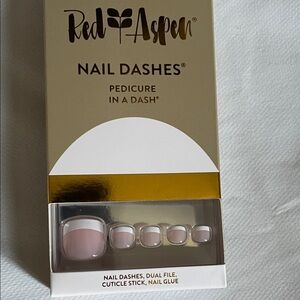 Red Aspen®
NAIL DASHES®
PEDICURE
IN A DASH®
NAIL DASHES, DUAL FILE,
CUTICLE STICK, NAIL GLUE